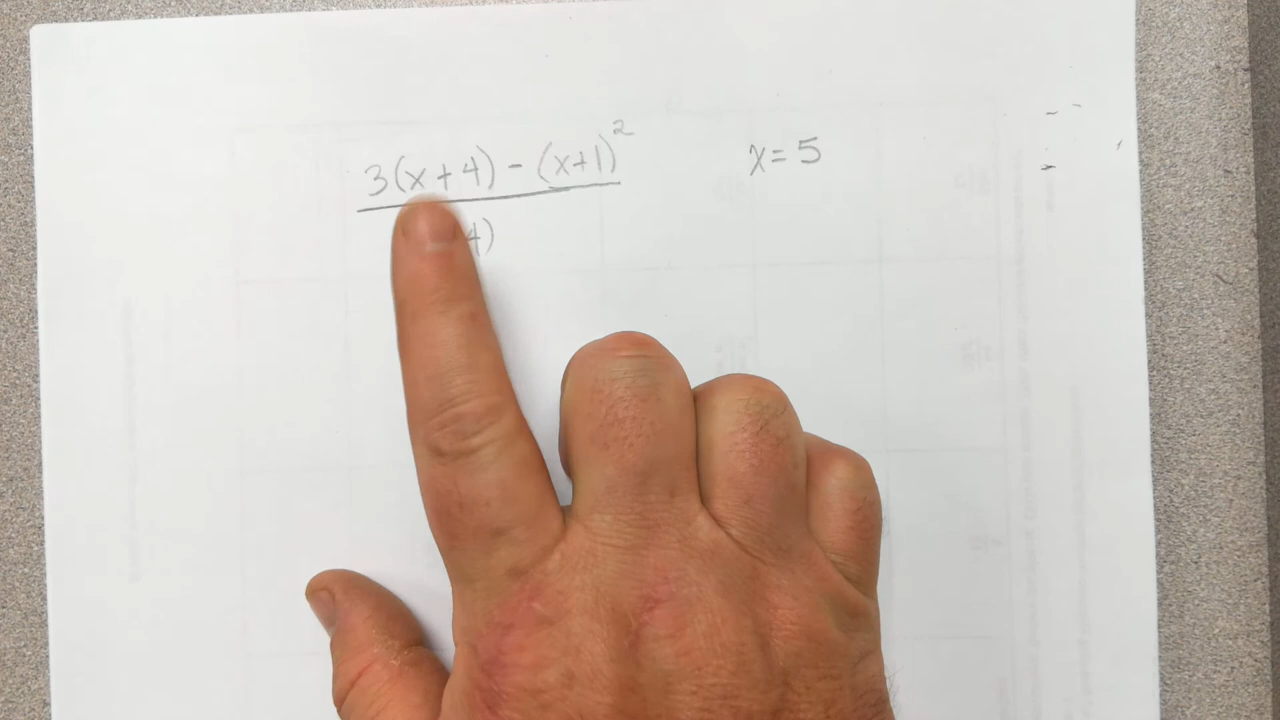 3(x+4) - (x+1)² x = 5
4)